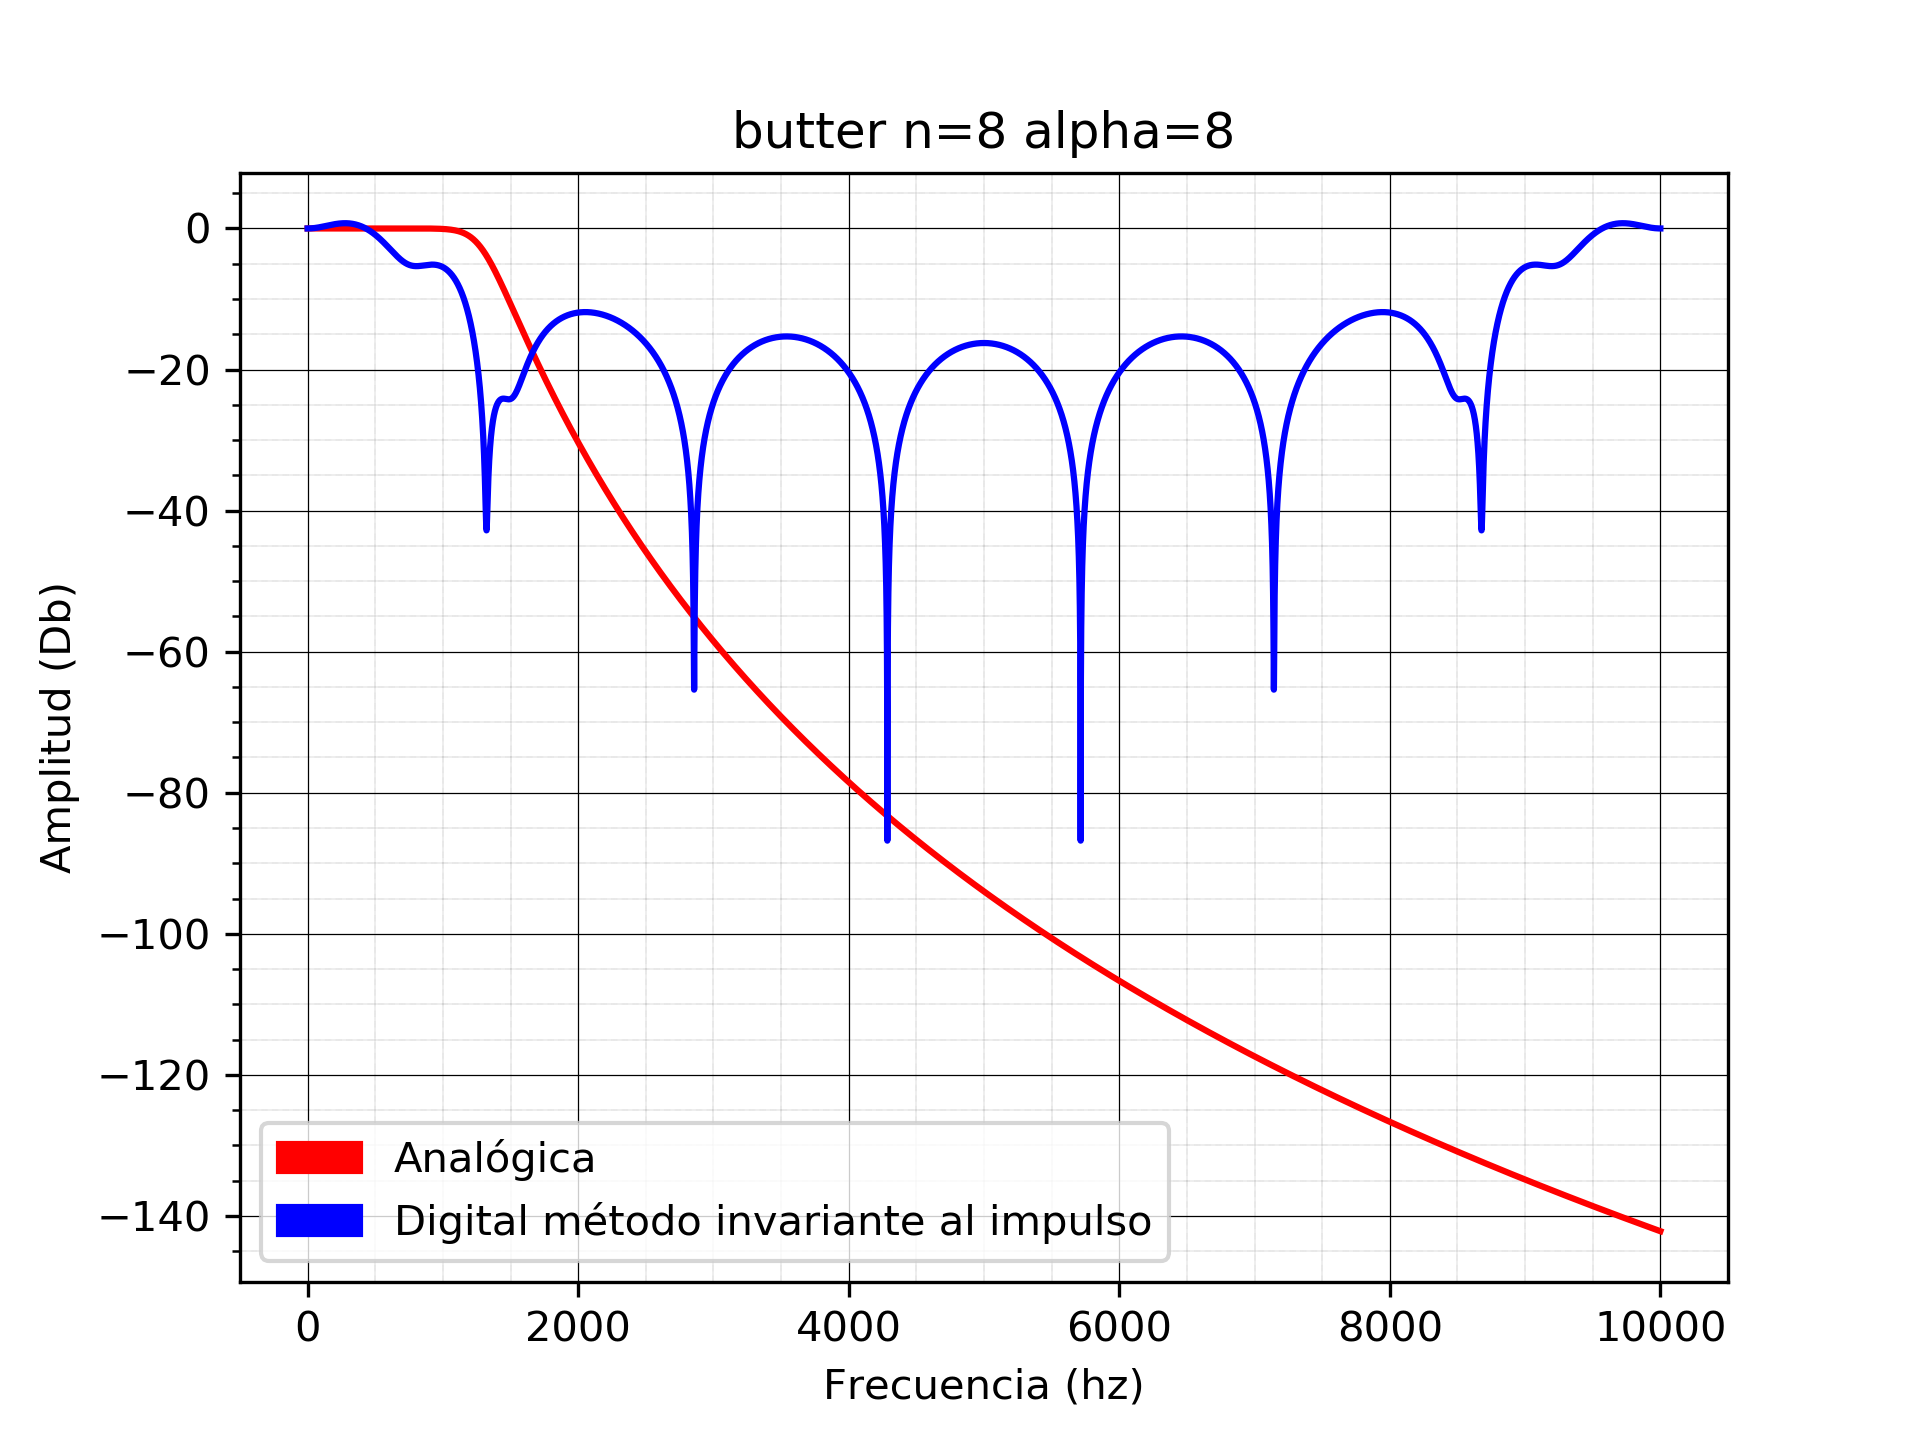 butter n=8 alpha=8
0
−20
−40
−60
−80
−100
−120
−140
Amplitud (Db)
Analógica
Digital método invariante al impulso
0 2000 4000 6000 8000 10000
Frecuencia (hz)